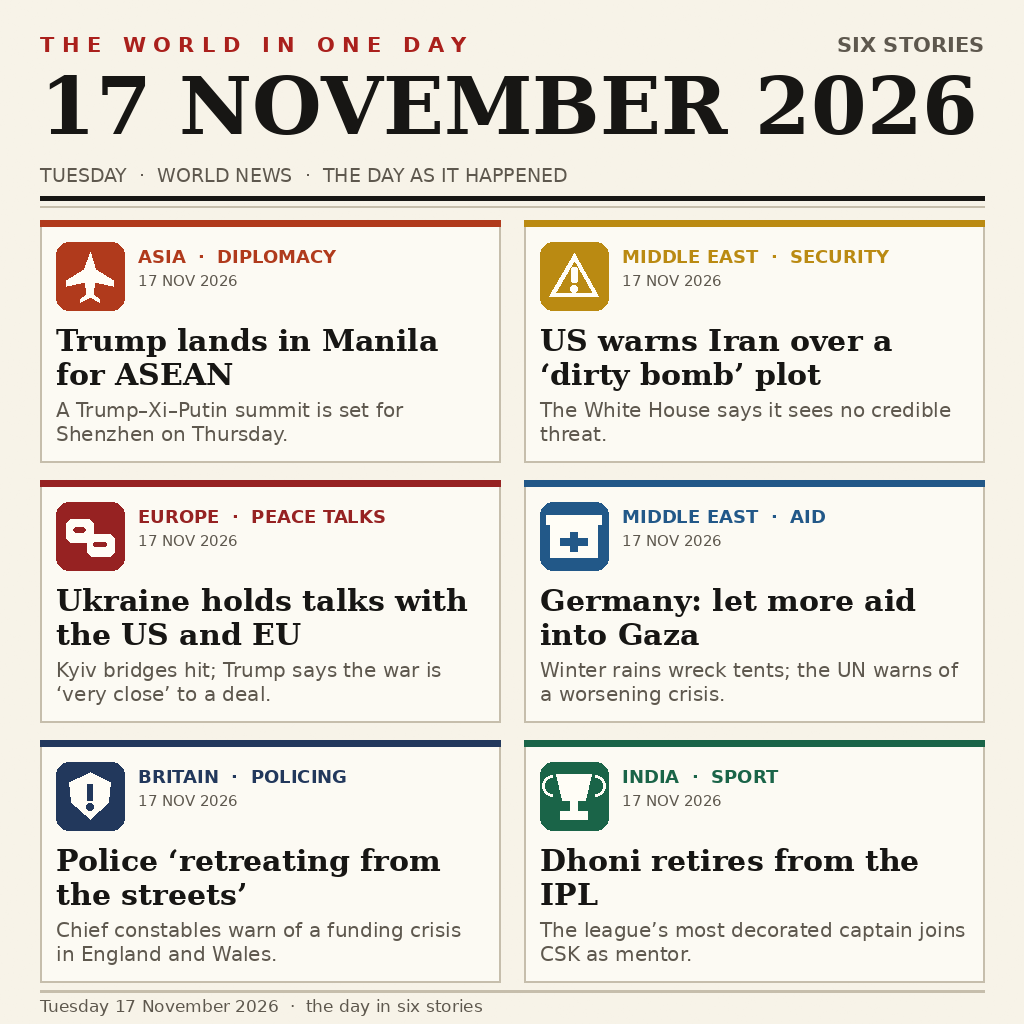 THE WORLD IN ONE DAY
SIX STORIES
17 NOVEMBER 2026
TUESDAY · WORLD NEWS · THE DAY AS IT HAPPENED
ASIA · DIPLOMACY
17 NOV 2026
Trump lands in Manila
for ASEAN
A Trump–Xi–Putin summit is set for
Shenzhen on Thursday.
MIDDLE EAST · SECURITY
17 NOV 2026
US warns Iran over a
‘dirty bomb’ plot
The White House says it sees no credible
threat.
EUROPE · PEACE TALKS
17 NOV 2026
Ukraine holds talks with
the US and EU
Kyiv bridges hit; Trump says the war is
‘very close’ to a deal.
MIDDLE EAST · AID
17 NOV 2026
Germany: let more aid
into Gaza
Winter rains wreck tents; the UN warns of
a worsening crisis.
BRITAIN · POLICING
17 NOV 2026
Police ‘retreating from
the streets’
Chief constables warn of a funding crisis
in England and Wales.
INDIA · SPORT
17 NOV 2026
Dhoni retires from the
IPL
The league’s most decorated captain joins
CSK as mentor.
Tuesday 17 November 2026 · the day in six stories